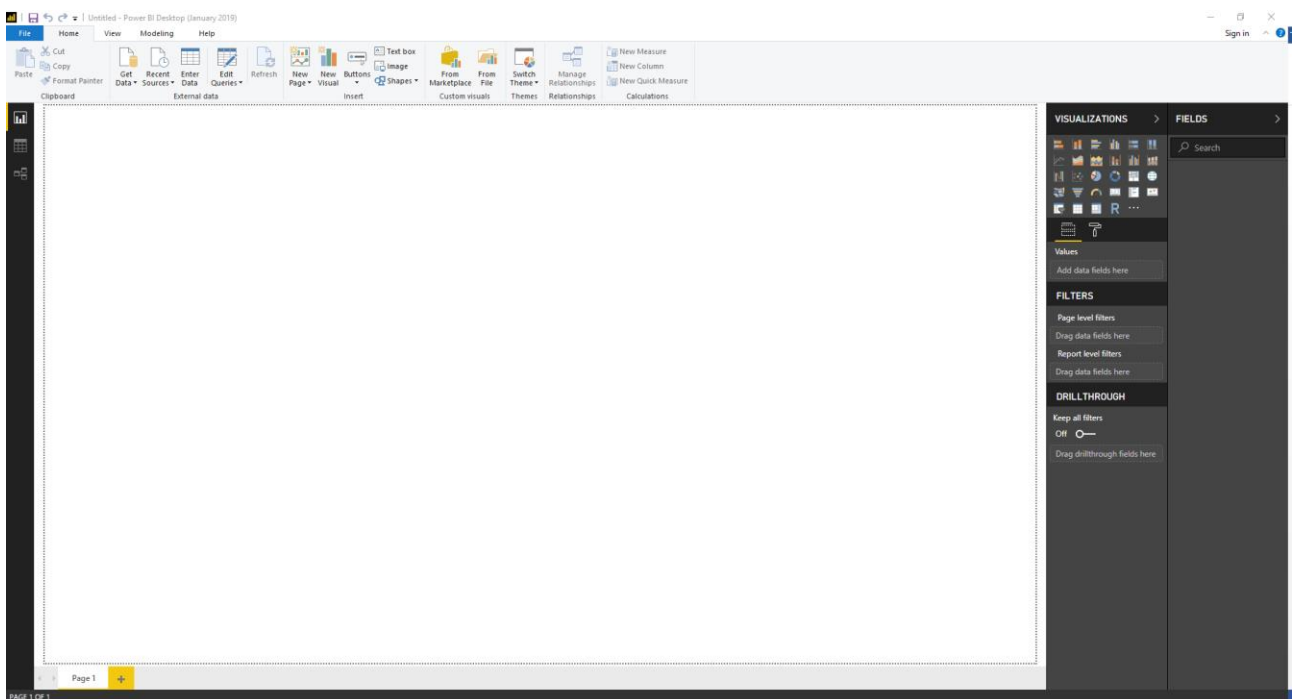 Untitled - Power BI Desktop (January 2019)
File Home View Modeling Help Sign in
Paste
Cut
Copy
Format Painter
Clipboard
Get Data
Recent Sources
Enter Data
Edit Queries
Refresh
External data
New Page
New Visual
Buttons
Text box
Image
Shapes
Insert
From Marketplace
From File
Custom visuals
Switch Theme
Themes
Manage Relationships
Relationships
New Measure
New Column
New Quick Measure
Calculations
VISUALIZATIONS
R
Values
Add data fields here
FILTERS
Page level filters
Drag data fields here
Report level filters
Drag data fields here
DRILLTHROUGH
Keep all filters
Off
Drag drillthrough fields here
FIELDS
Search
Page 1
PAGE 1 OF 1